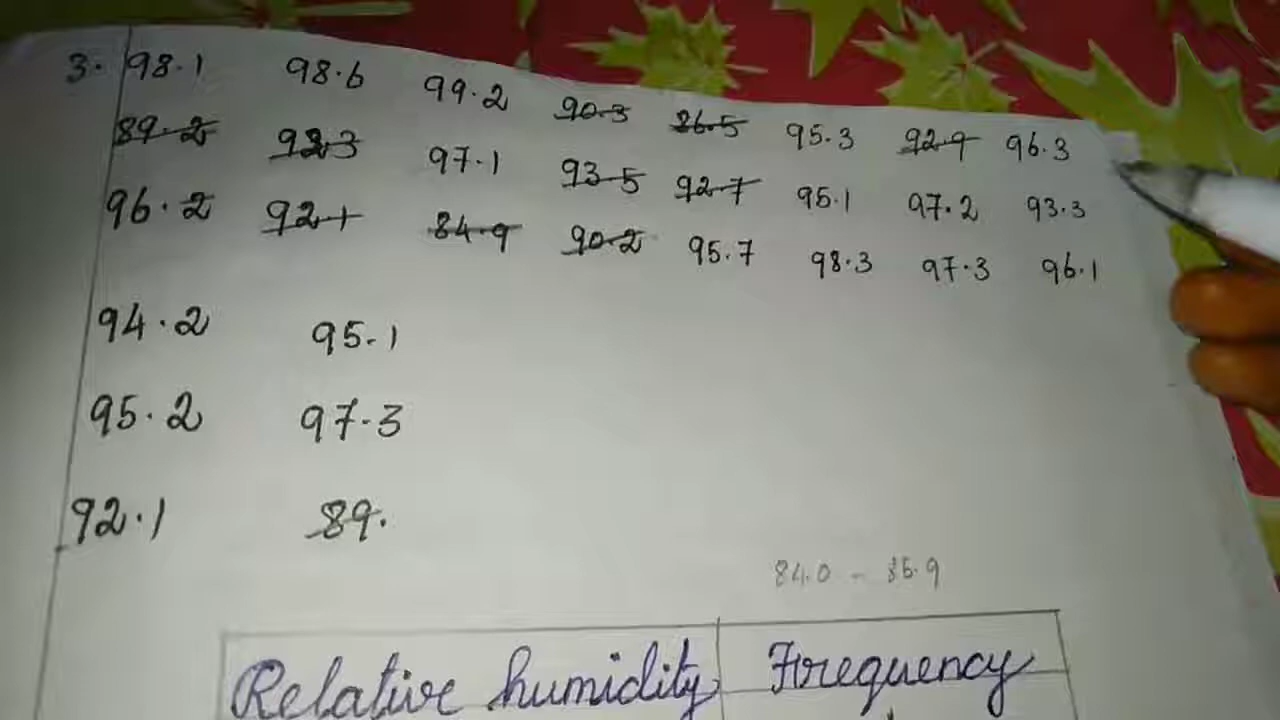 3. 98.1 98.6 99.2 90.3 86.5 95.3 92.9 96.3
89.2 92.3 97.1 93.5 92.7 95.1 97.2 93.3
96.2 92.1 84.9 90.2 95.7 98.3 97.3 96.1
94.2 95.1
95.2 97.3
92.1 89.
84.0 - 85.9
Relative humidity Frequency